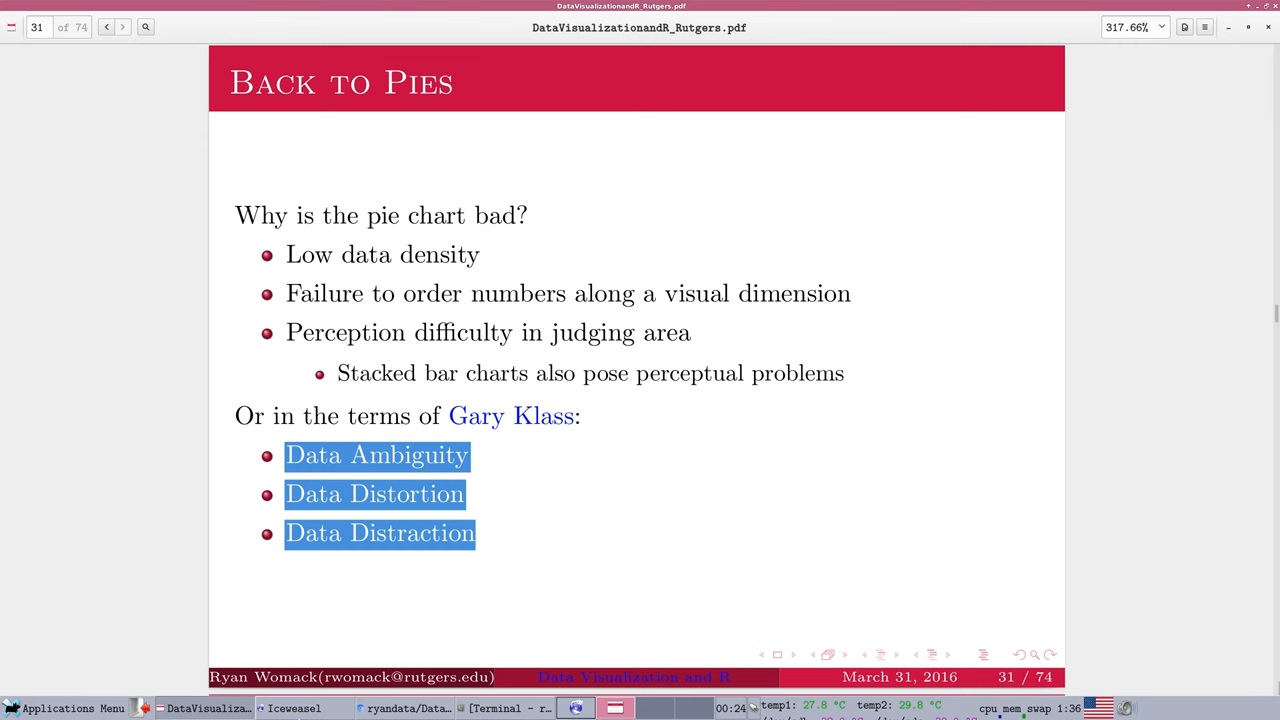 DataVisualizationandR_Rutgers.pdf
31 of 74
DataVisualizationandR_Rutgers.pdf
317.66%
BACK TO PIES
Why is the pie chart bad?
Low data density
Failure to order numbers along a visual dimension
Perception difficulty in judging area
Stacked bar charts also pose perceptual problems
Or in the terms of Gary Klass:
Data Ambiguity
Data Distortion
Data Distraction
Ryan Womack(rwomack@rutgers.edu) Data Visualization and R March 31, 2016 31 / 74
Applications Menu DataVisualiza... Iceweasel ryandata/Data... [Terminal - r... 00:24 temp1: 27.8 °C temp2: 29.8 °C cpu mem swap 1:36